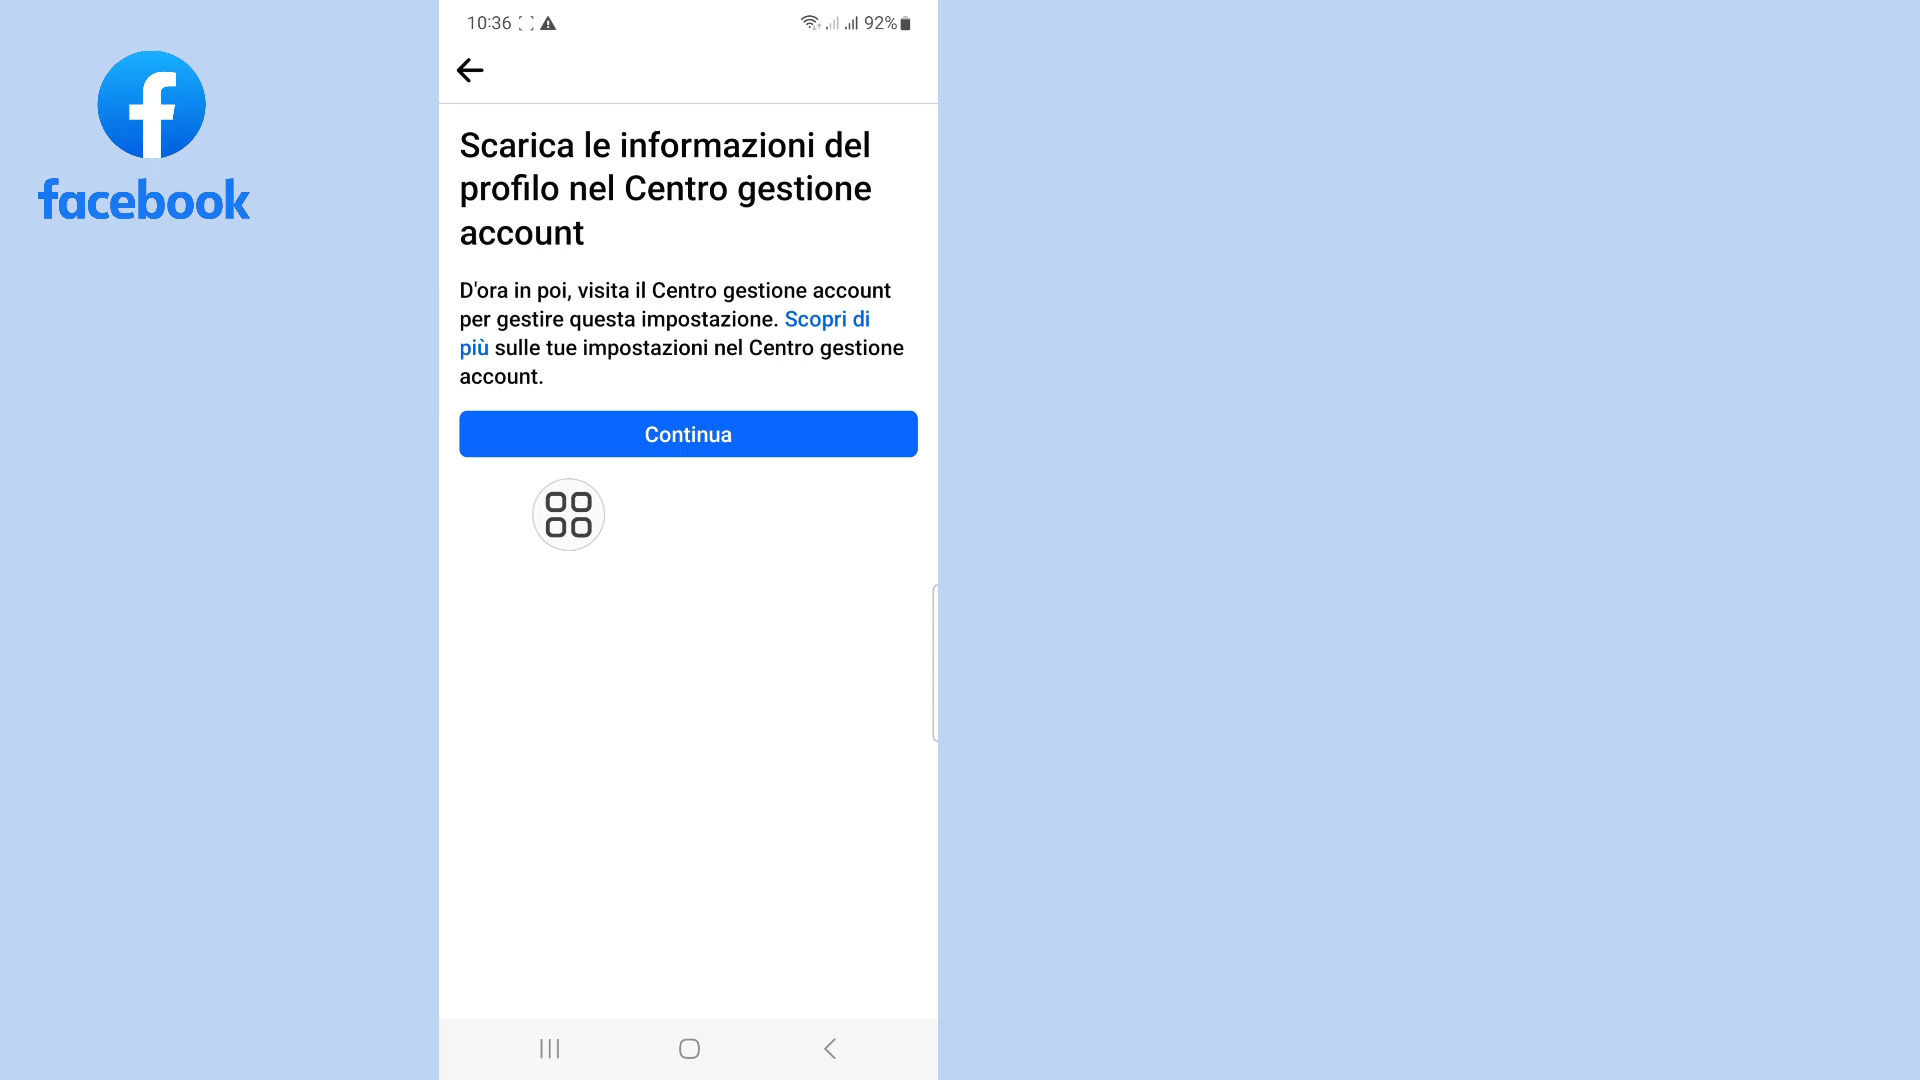 facebook
10:36
92%
Scarica le informazioni del
profilo nel Centro gestione
account
D'ora in poi, visita il Centro gestione account
per gestire questa impostazione. Scopri di
più sulle tue impostazioni nel Centro gestione
account.
Continua